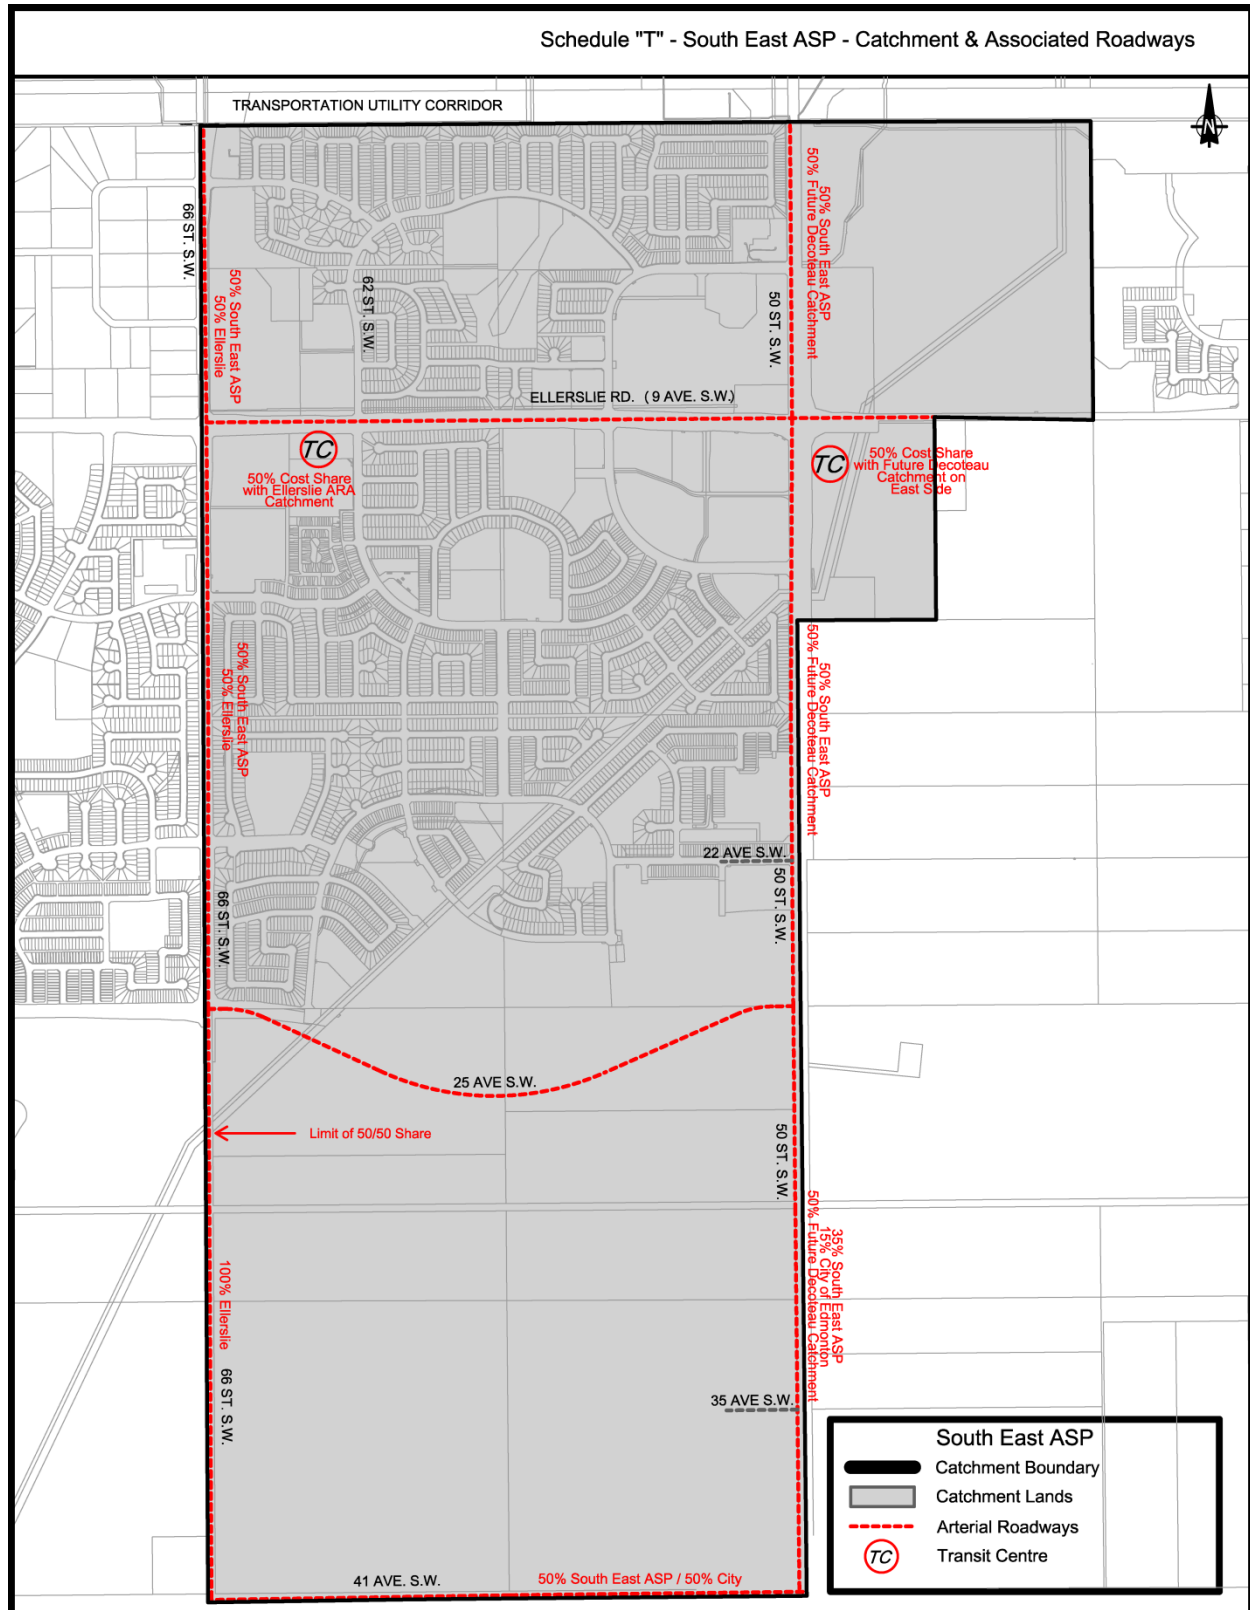 Schedule "T" - South East ASP - Catchment & Associated Roadways
TRANSPORTATION UTILITY CORRIDOR
N
66 ST. S.W.
50% South East ASP
50% Ellerslie
62 ST. S.W.
50 ST. S.W.
50% South East ASP
50% Future Decoteau Catchment
ELLERSLIE RD. ( 9 AVE. S.W.)
TC
50% Cost Share
with Ellerslie ARA
Catchment
TC
50% Cost Share
with Future Decoteau
Catchment on
East Side
50% South East ASP
50% Ellerslie
50% South East ASP
50% Future Decoteau Catchment
22 AVE S.W.
50 ST. S.W.
66 ST. S.W.
25 AVE S.W.
Limit of 50/50 Share
50 ST. S.W.
35% South East ASP
15% City of Edmonton
50% Future Decoteau Catchment
100% Ellerslie
66 ST. S.W.
35 AVE S.W.
41 AVE. S.W.
50% South East ASP / 50% City
South East ASP
Catchment Boundary
Catchment Lands
Arterial Roadways
TC
Transit Centre